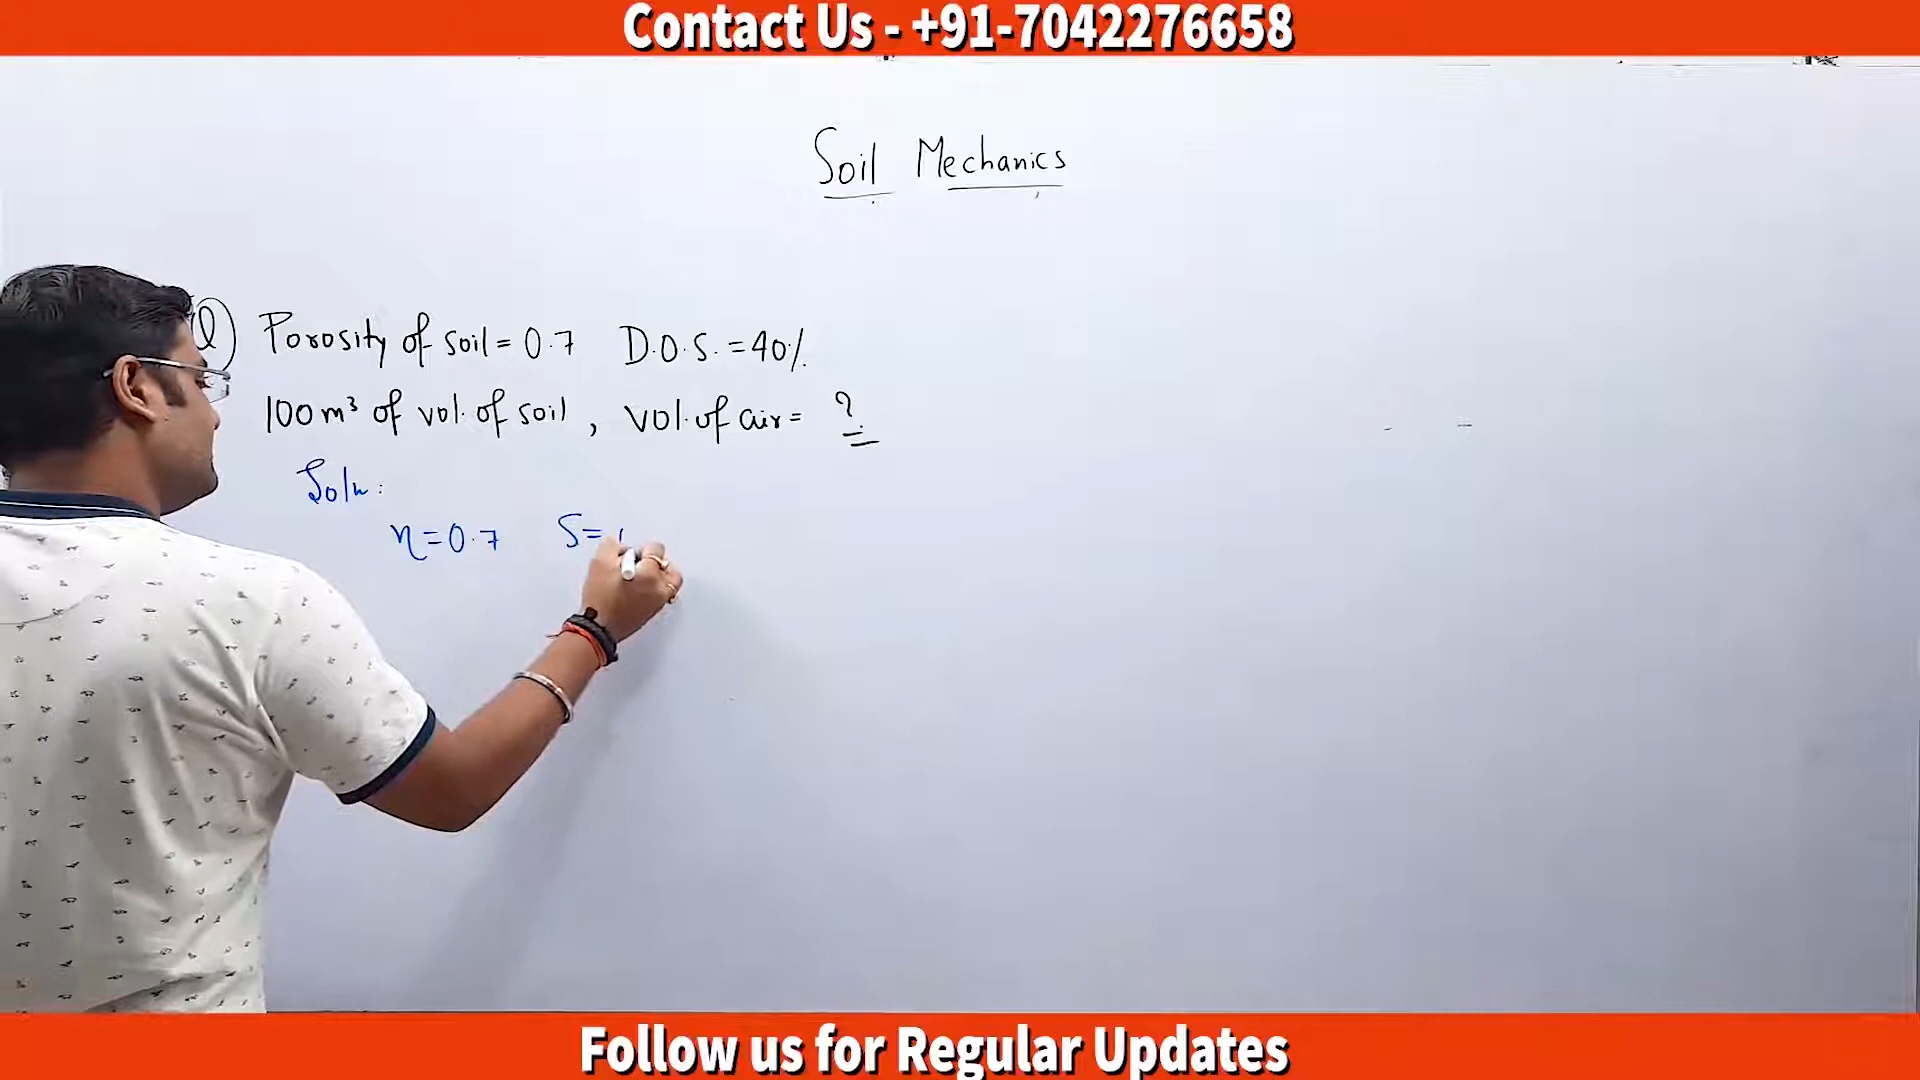 Contact Us - +91-7042276658
Soil Mechanics
Q) Porosity of soil = 0.7 D.O.S. = 40%
100 m³ of vol. of soil, Vol. of air = ?
Soln:
η = 0.7 S =
Follow us for Regular Updates